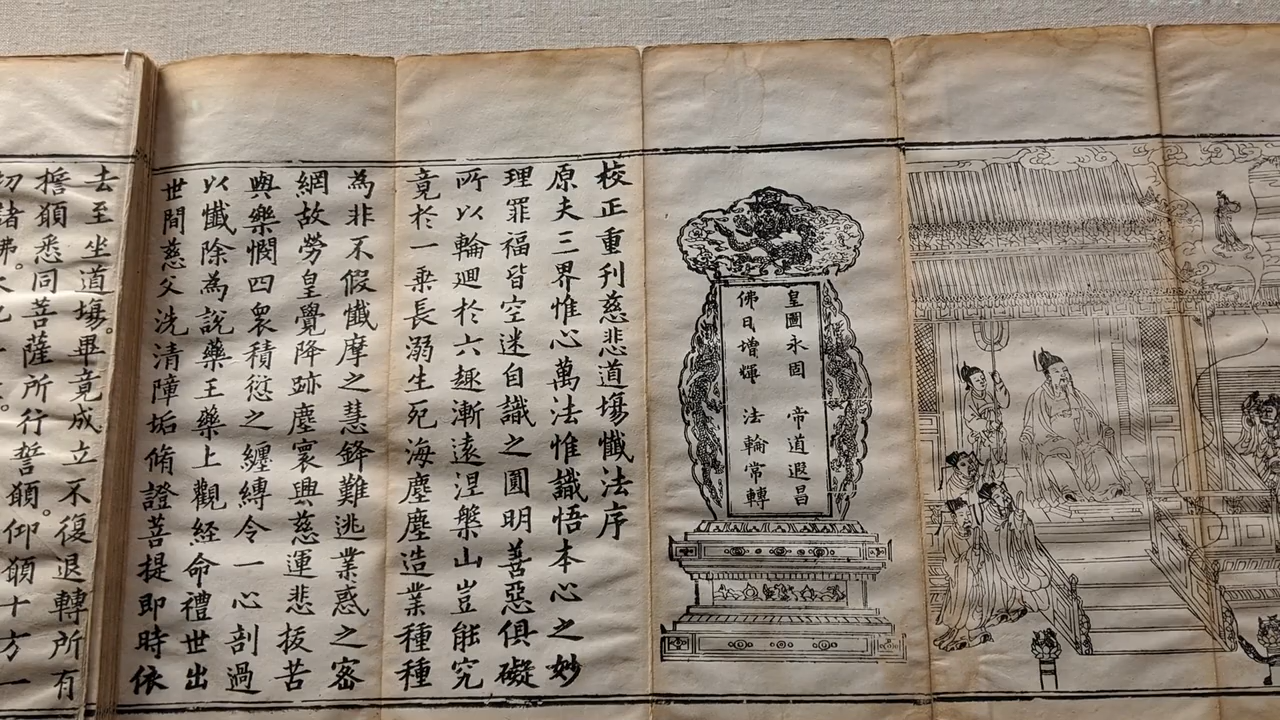 皇圖永固 帝道遐昌
佛日增輝 法輪常轉
校正重刊慈悲道塲懺法序
原夫三界惟心萬法惟識悟本心之妙
理罪福皆空迷自識之圓明善惡俱礙
所以輪迴於六趣漸遠涅槃山豈能究
竟於一乗長溺生死海塵塵造業種種
為非不假懺摩之慧鋒難逃業惑之密
網故勞皇覺降跡塵寰興慈運悲拔苦
與樂憫四衆積愆之纏縛令一心剖過
以懺除為說藥王藥上觀経命禮世出
世間慈父洗清障垢脩證菩提即時依
去至坐道塲。畢竟成立不復退轉所有
擔願悉同菩薩所行誓願。仰願十方一
切諸佛。